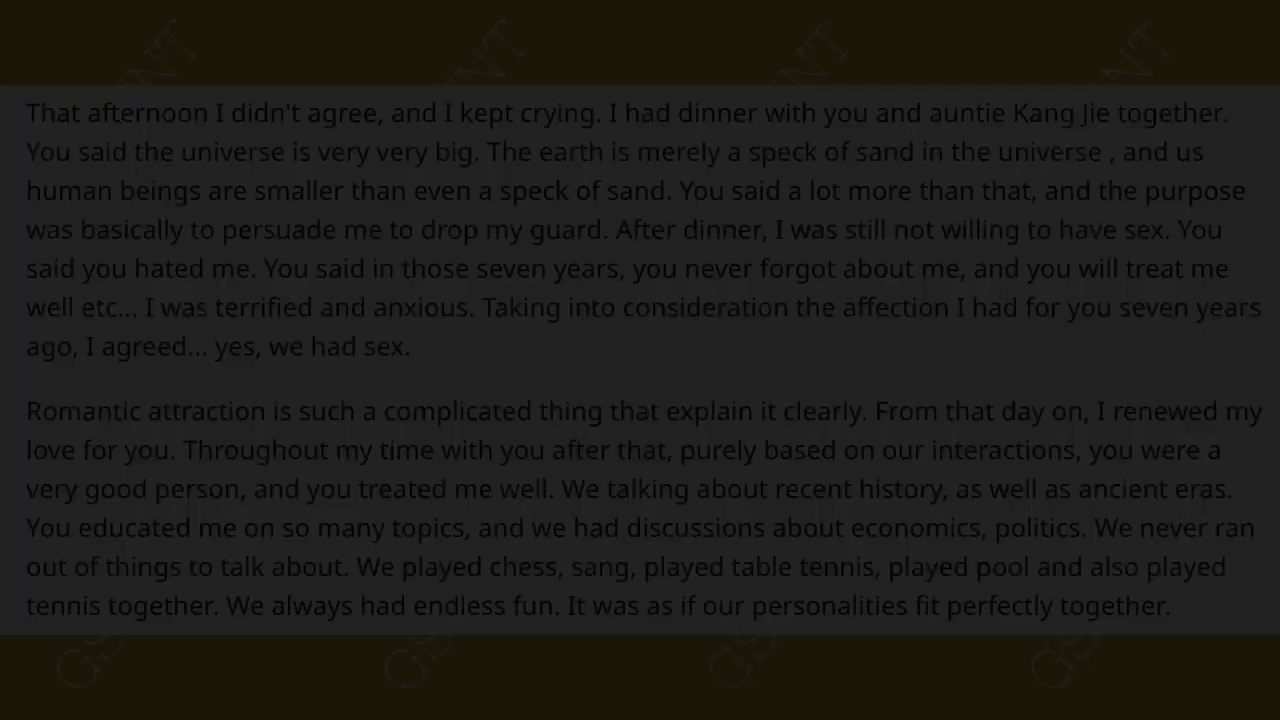 That afternoon I didn't agree, and I kept crying. I had dinner with you and auntie Kang Jie together.
You said the universe is very very big. The earth is merely a speck of sand in the universe , and us
human beings are smaller than even a speck of sand. You said a lot more than that, and the purpose
was basically to persuade me to drop my guard. After dinner, I was still not willing to have sex. You
said you hated me. You said in those seven years, you never forgot about me, and you will treat me
well etc... I was terrified and anxious. Taking into consideration the affection I had for you seven years
ago, I agreed... yes, we had sex.
Romantic attraction is such a complicated thing that explain it clearly. From that day on, I renewed my
love for you. Throughout my time with you after that, purely based on our interactions, you were a
very good person, and you treated me well. We talking about recent history, as well as ancient eras.
You educated me on so many topics, and we had discussions about economics, politics. We never ran
out of things to talk about. We played chess, sang, played table tennis, played pool and also played
tennis together. We always had endless fun. It was as if our personalities fit perfectly together.